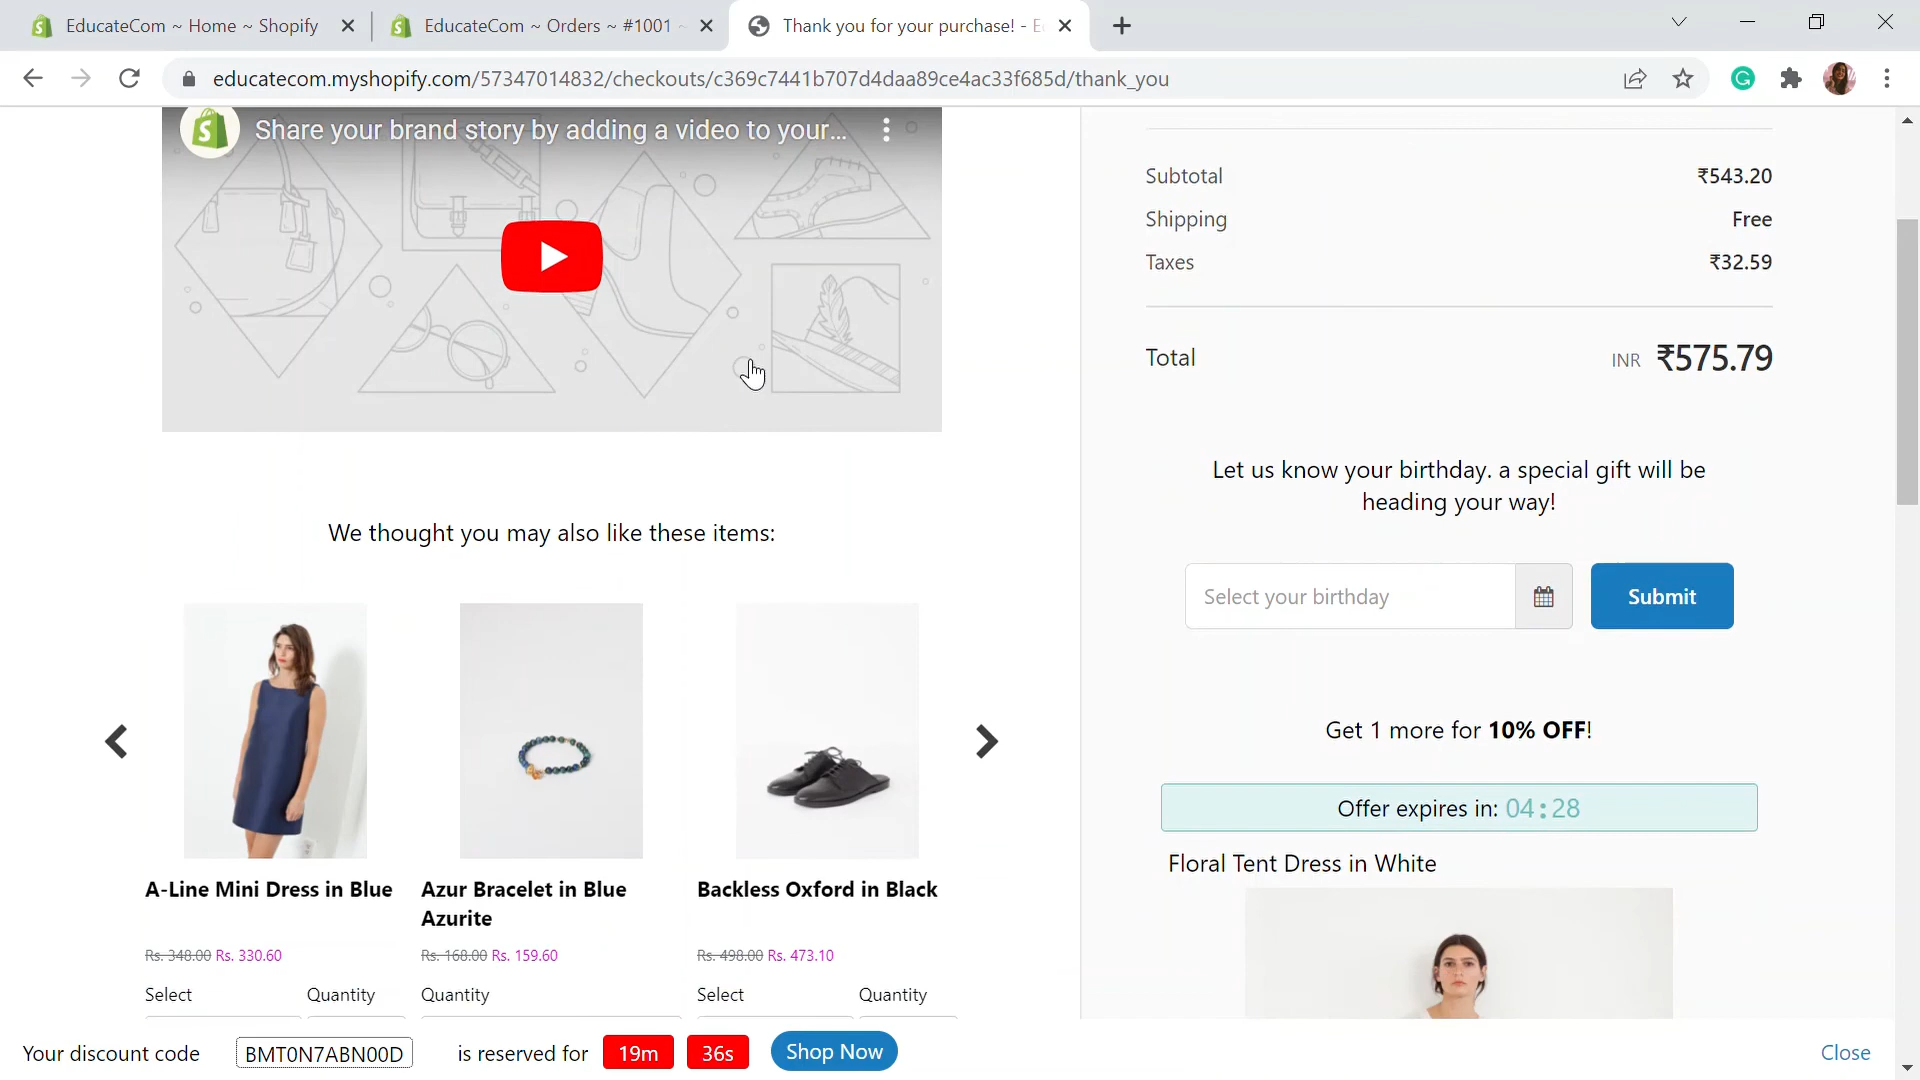 EducateCom ~ Home ~ Shopify
EducateCom ~ Orders ~ #1001 ~
Thank you for your purchase! - E
educatecom.myshopify.com/57347014832/checkouts/c369c7441b707d4daa89ce4ac33f685d/thank_you
Share your brand story by adding a video to your...
We thought you may also like these items:
A-Line Mini Dress in Blue
Rs. 348.00 Rs. 330.60
Select Quantity
Azur Bracelet in Blue
Azurite
Rs. 168.00 Rs. 159.60
Quantity
Backless Oxford in Black
Rs. 498.00 Rs. 473.10
Select Quantity
Subtotal ₹543.20
Shipping Free
Taxes ₹32.59
Total INR ₹575.79
Let us know your birthday. a special gift will be
heading your way!
Select your birthday Submit
Get 1 more for 10% OFF!
Offer expires in: 04:28
Floral Tent Dress in White
Your discount code BMT0N7ABN00D is reserved for 19m 36s Shop Now Close